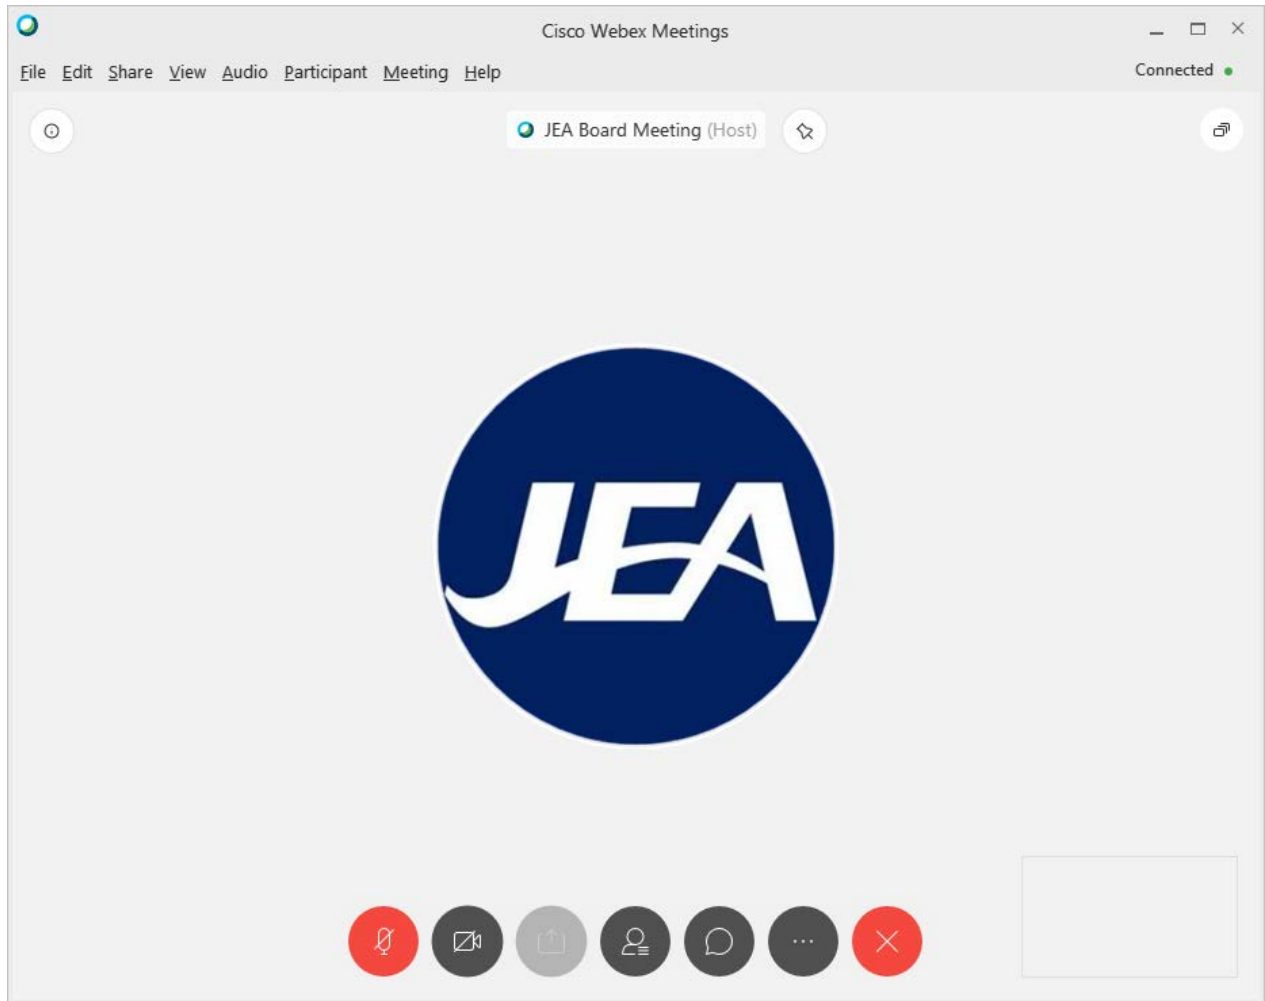 Cisco Webex Meetings
File Edit Share View Audio Participant Meeting Help
Connected
JEA Board Meeting (Host)
JEA